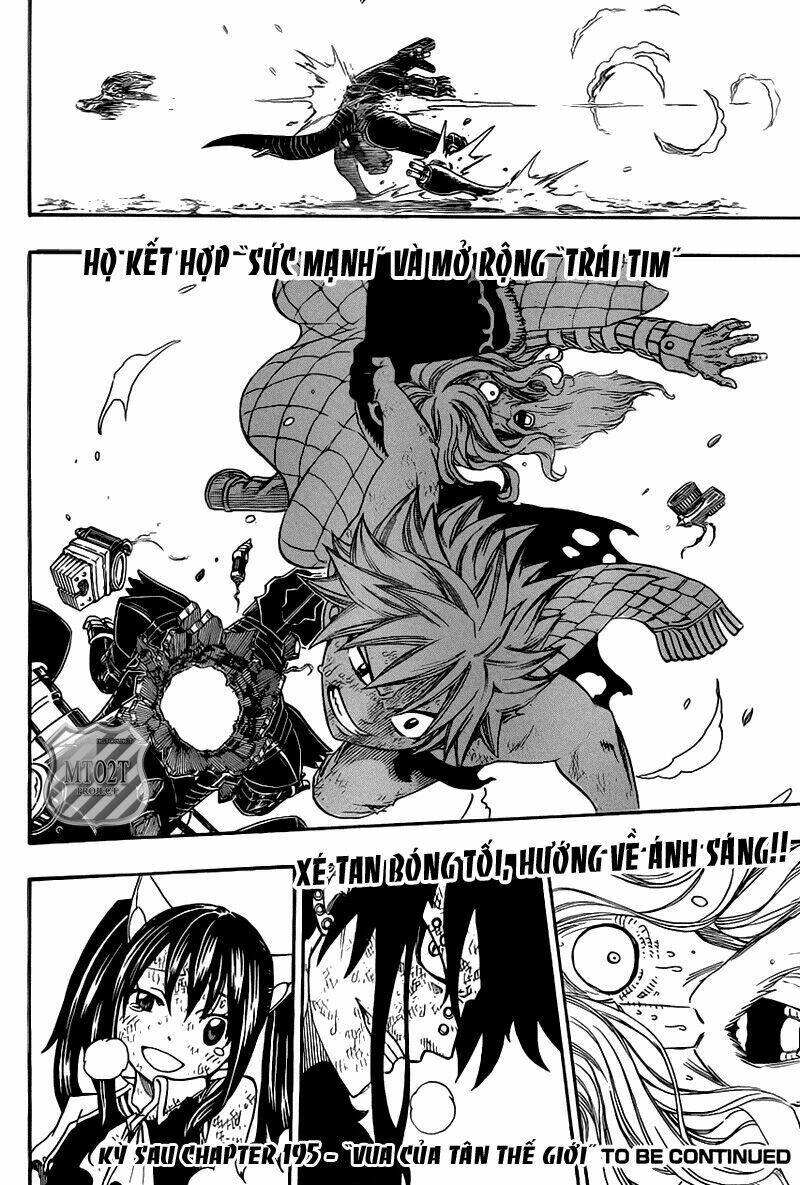 HỌ KẾT HỢP "SỨC MẠNH" VÀ MỞ RỘNG "TRÁI TIM"
MT02T
PROJECT
XÉ TAN BÓNG TỐI, HƯỚNG VỀ ÁNH SÁNG!!
KỲ SAU CHAPTER 195 - "VUA CỦA TÂN THẾ GIỚI" TO BE CONTINUED